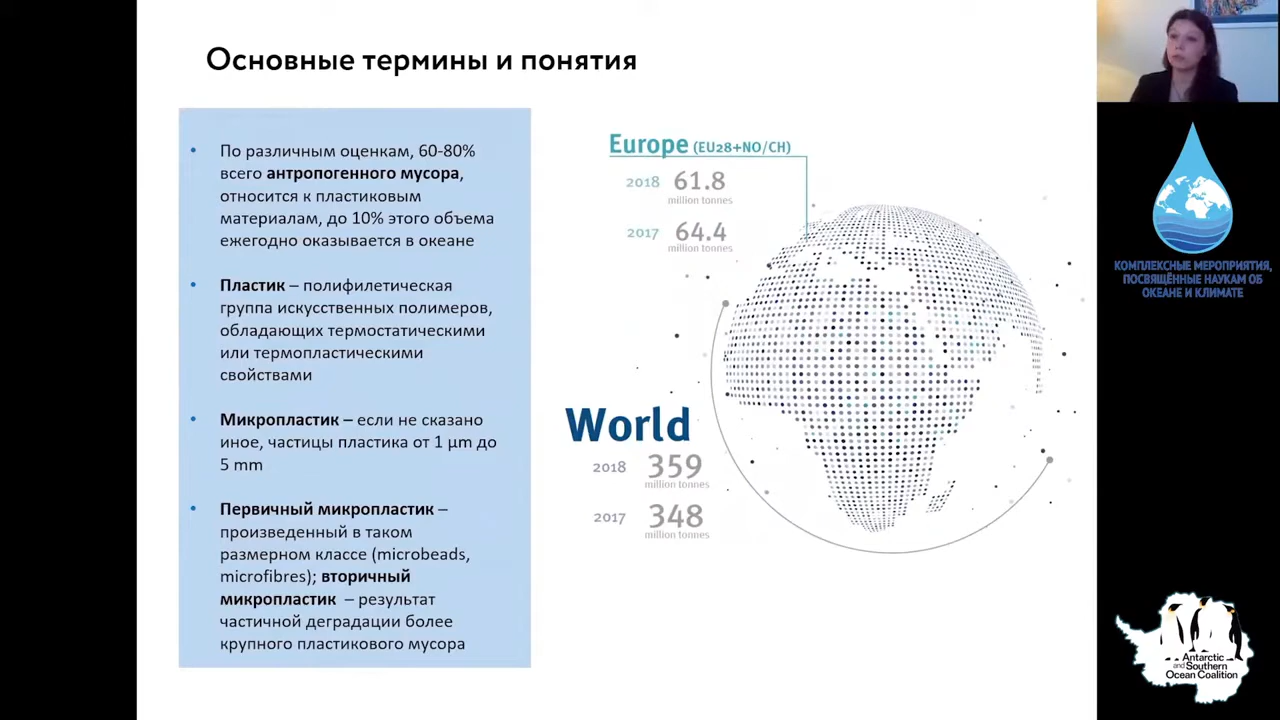 Основные термины и понятия
По различным оценкам, 60-80%
всего антропогенного мусора,
относится к пластиковым
материалам, до 10% этого объема
ежегодно оказывается в океане
Пластик – полифилетическая
группа искусственных полимеров,
обладающих термостатическими
или термопластическими
свойствами
Микропластик – если не сказано
иное, частицы пластика от 1 µm до
5 mm
Первичный микропластик –
произведенный в таком
размерном классе (microbeads,
microfibres); вторичный
микропластик – результат
частичной деградации более
крупного пластикового мусора
Europe (EU28+NO/CH)
2018 61.8
million tonnes
2017 64.4
million tonnes
World
2018 359
million tonnes
2017 348
million tonnes
КОМПЛЕКСНЫЕ МЕРОПРИЯТИЯ,
ПОСВЯЩЁННЫЕ НАУКАМ ОБ
ОКЕАНЕ И КЛИМАТЕ
Antarctic
and Southern
Ocean Coalition